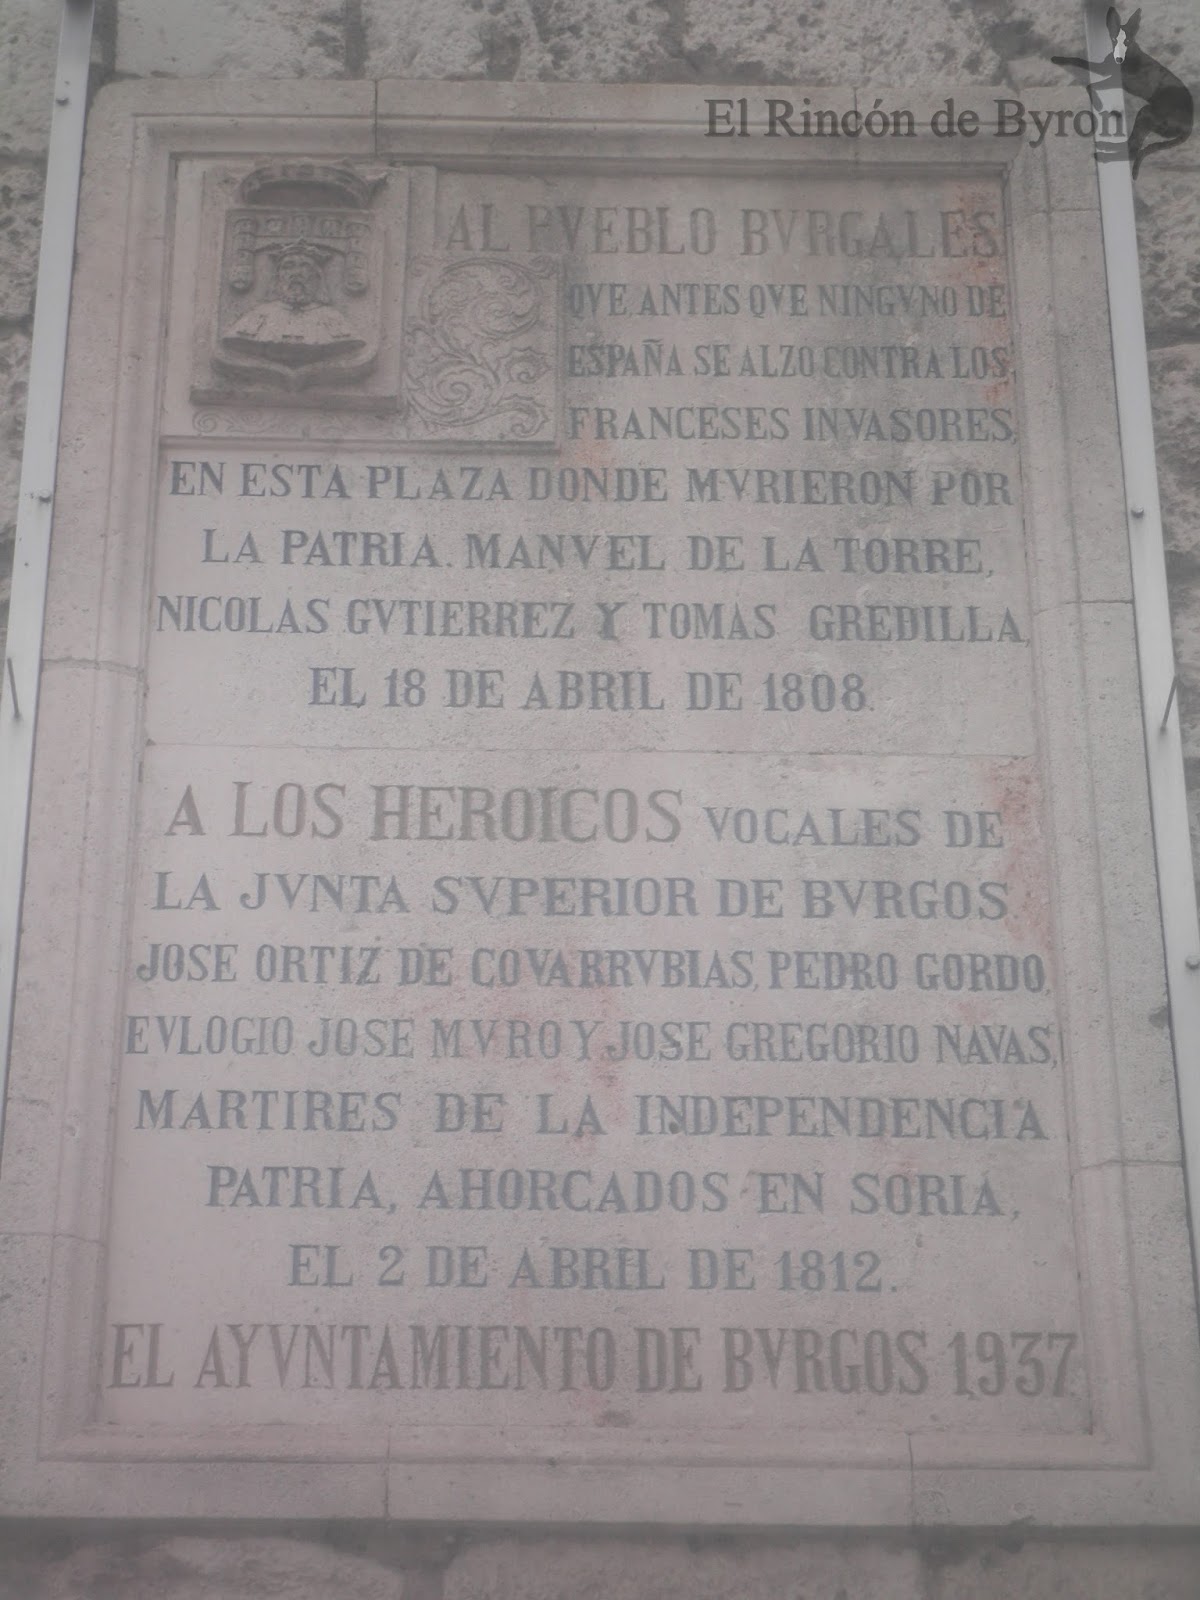 El Rincón de Byron
AL PVEBLO BVRGALES
QVE, ANTES QVE NINGVNO DE
ESPAÑA SE ALZO CONTRA LOS
FRANCESES INVASORES,
EN ESTA PLAZA DONDE MVRIERON POR
LA PATRIA. MANVEL DE LA TORRE,
NICOLAS GVTIERREZ Y TOMAS GREDILLA,
EL 18 DE ABRIL DE 1808.
A LOS HEROICOS VOCALES DE
LA JVNTA SVPERIOR DE BVRGOS
JOSE ORTIZ DE COVARRVBIAS, PEDRO GORDO,
EVLOGIO JOSE MVRO Y JOSE GREGORIO NAVAS,
MARTIRES DE LA INDEPENDENCIA
PATRIA, AHORCADOS EN SORIA,
EL 2 DE ABRIL DE 1812.
EL AYVNTAMIENTO DE BVRGOS 1937